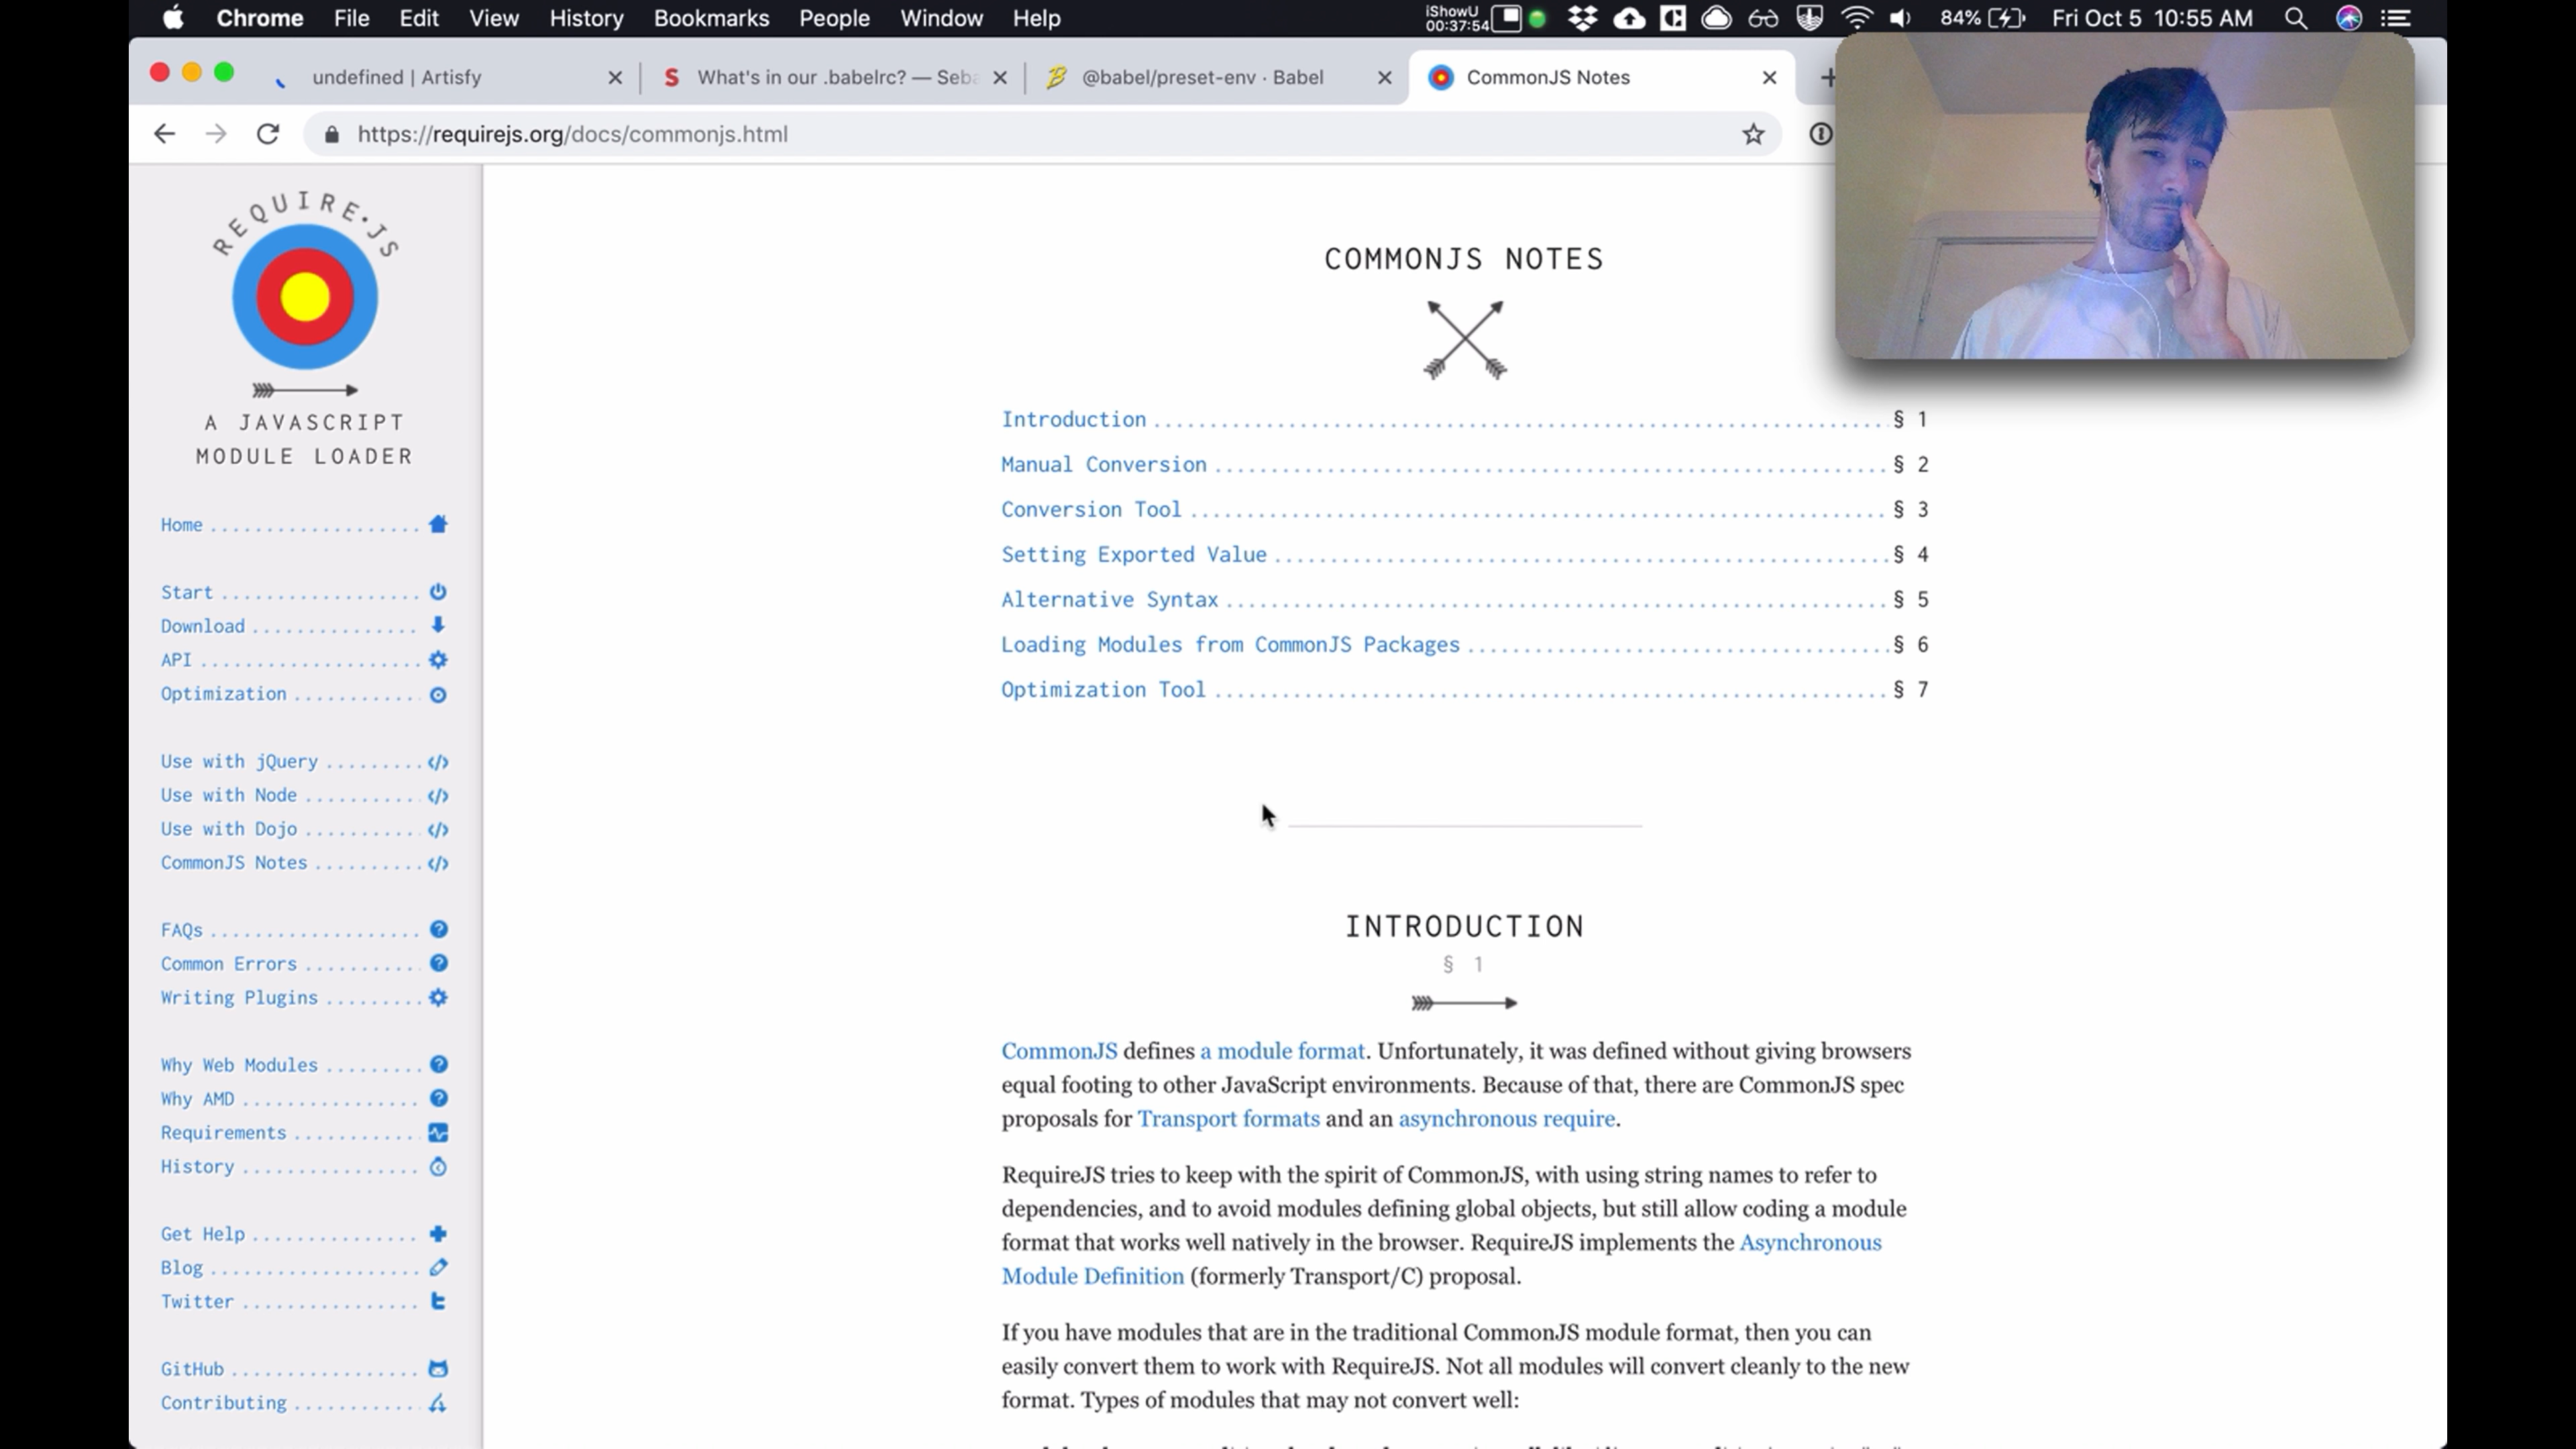 Chrome File Edit View History Bookmarks People Window Help iShowU 00:37:54 84% Fri Oct 5 10:55 AM
undefined | Artisfy
What's in our .babelrc? — Seba
@babel/preset-env · Babel
CommonJS Notes
https://requirejs.org/docs/commonjs.html
REQUIRE.JS
A JAVASCRIPT
MODULE LOADER
Home
Start
Download
API
Optimization
Use with jQuery
Use with Node
Use with Dojo
CommonJS Notes
FAQs
Common Errors
Writing Plugins
Why Web Modules
Why AMD
Requirements
History
Get Help
Blog
Twitter
GitHub
Contributing
COMMONJS NOTES
Introduction § 1
Manual Conversion § 2
Conversion Tool § 3
Setting Exported Value § 4
Alternative Syntax § 5
Loading Modules from CommonJS Packages § 6
Optimization Tool § 7
INTRODUCTION
§ 1
CommonJS defines a module format. Unfortunately, it was defined without giving browsers
equal footing to other JavaScript environments. Because of that, there are CommonJS spec
proposals for Transport formats and an asynchronous require.
RequireJS tries to keep with the spirit of CommonJS, with using string names to refer to
dependencies, and to avoid modules defining global objects, but still allow coding a module
format that works well natively in the browser. RequireJS implements the Asynchronous
Module Definition (formerly Transport/C) proposal.
If you have modules that are in the traditional CommonJS module format, then you can
easily convert them to work with RequireJS. Not all modules will convert cleanly to the new
format. Types of modules that may not convert well: